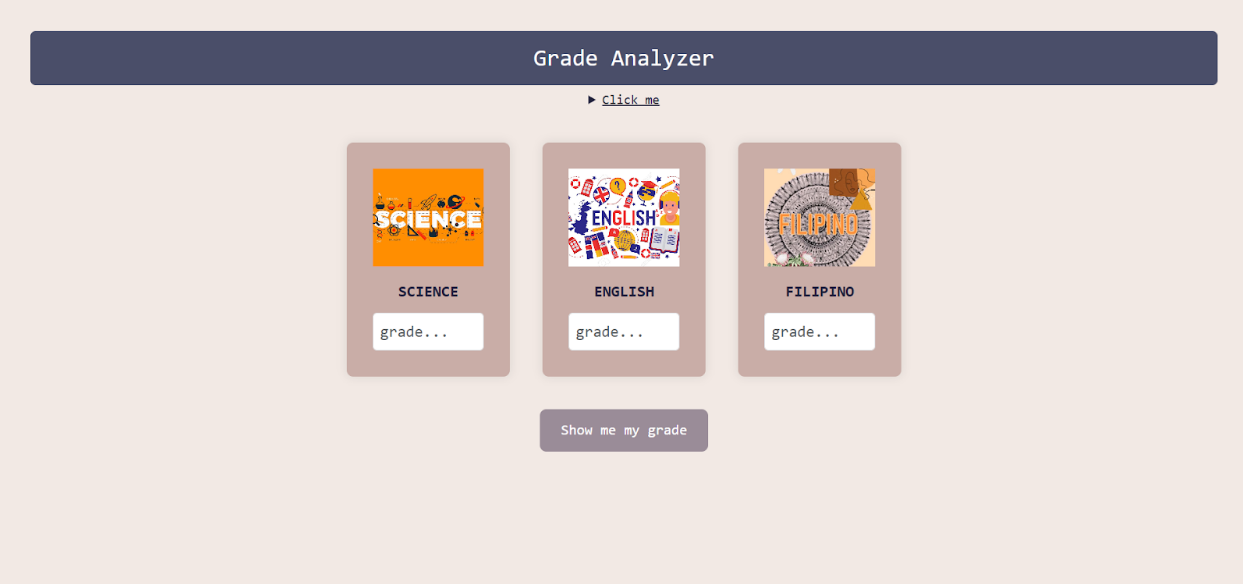 Grade Analyzer
Click me
SCIENCE
ENGLISH
FILIPINO
SCIENCE
ENGLISH
FILIPINO
grade...
grade...
grade...
Show me my grade